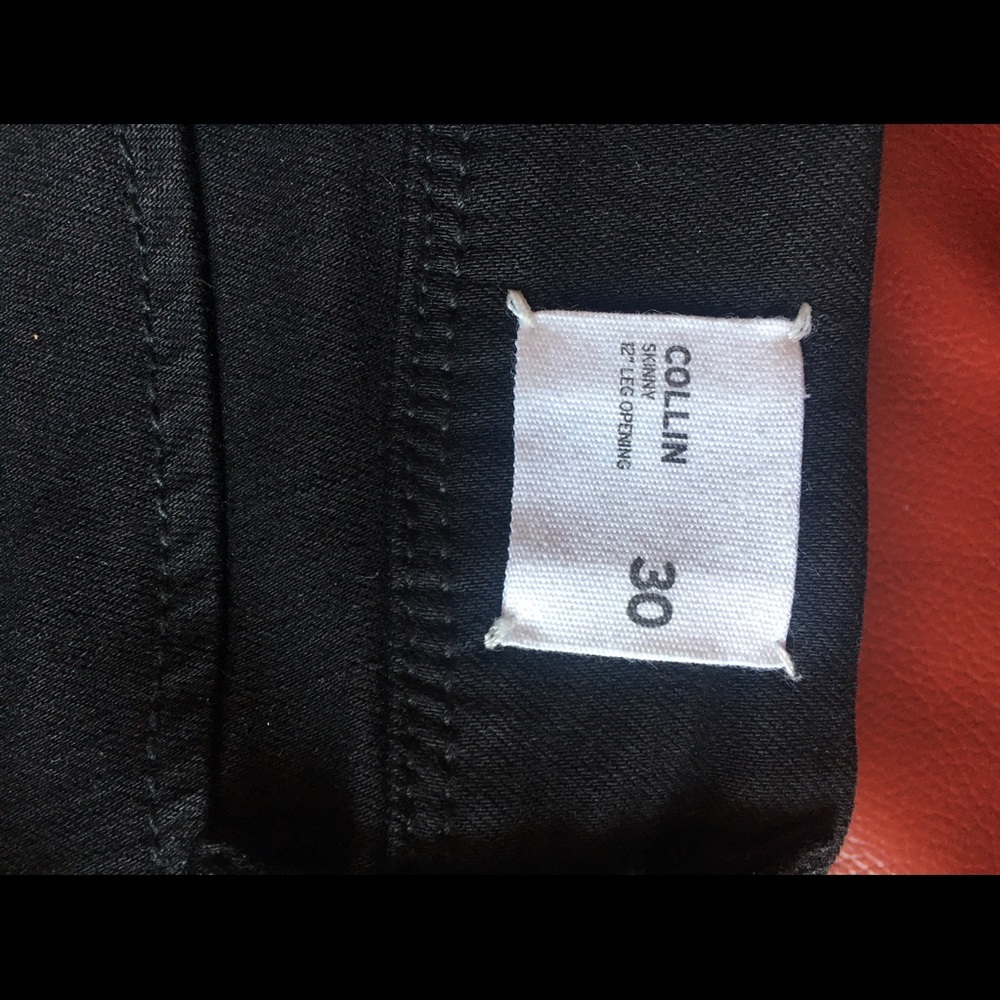 COLLIN
SKINNY
12" LEG OPENING
30